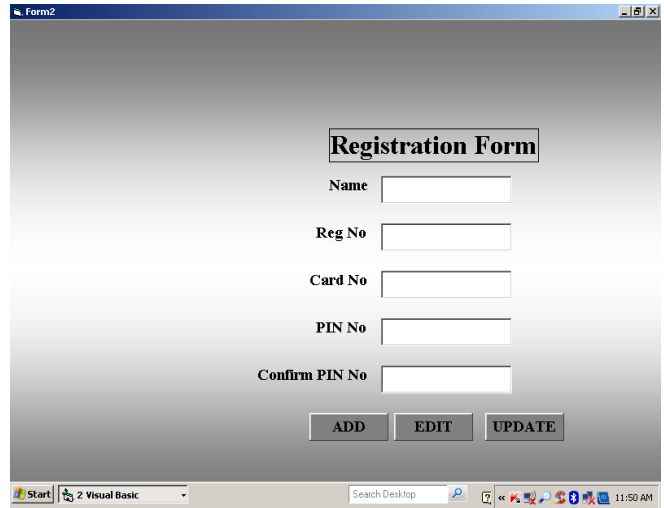 Form2
Registration Form
Name
Reg No
Card No
PIN No
Confirm PIN No
ADD EDIT UPDATE
Start 2 Visual Basic Search Desktop « 11:50 AM